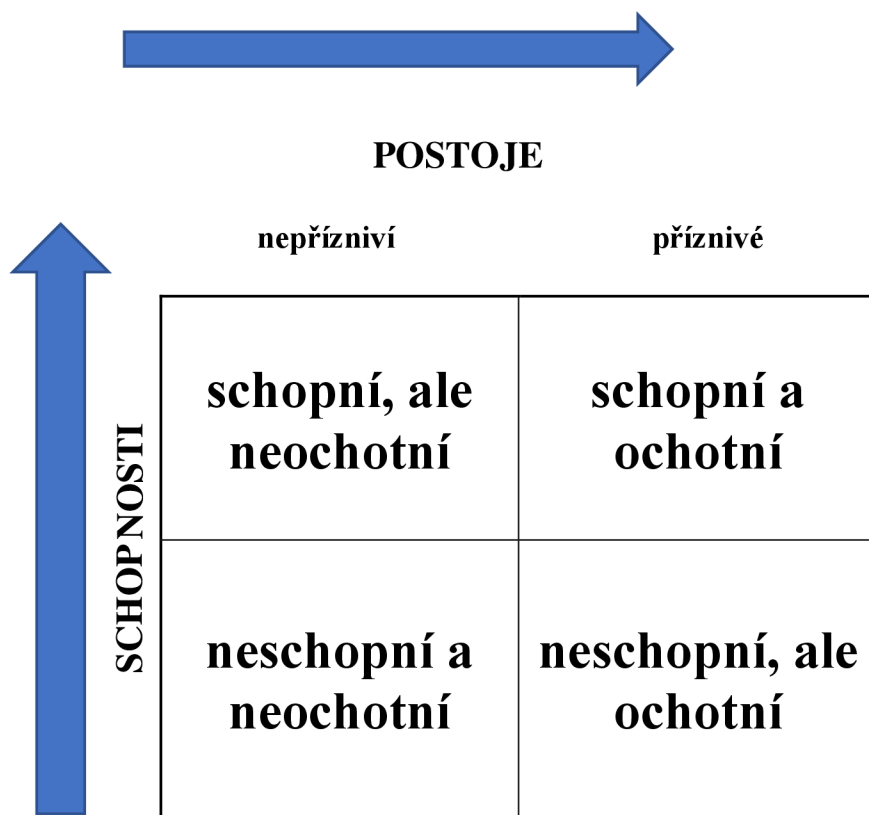 POSTOJE
nepřízniví
příznivé
SCHOPNOSTI
schopní, ale
neochotní
schopní a
ochotní
neschopní a
neochotní
neschopní, ale
ochotní